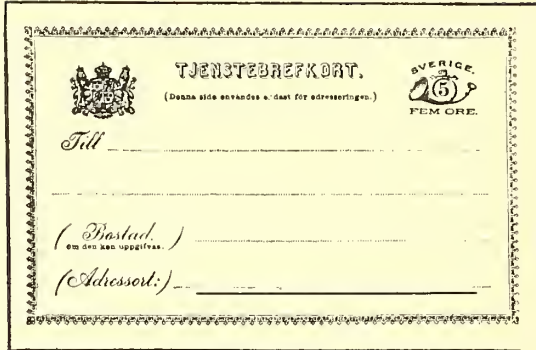 TJENSTEBREFKORT.
(Denna sida användes endast för adresseringen.)
SVERIGE.
5
FEM ORE.
Till
(Bostad.)
Om den kan uppgifvas.
(Adressort:)